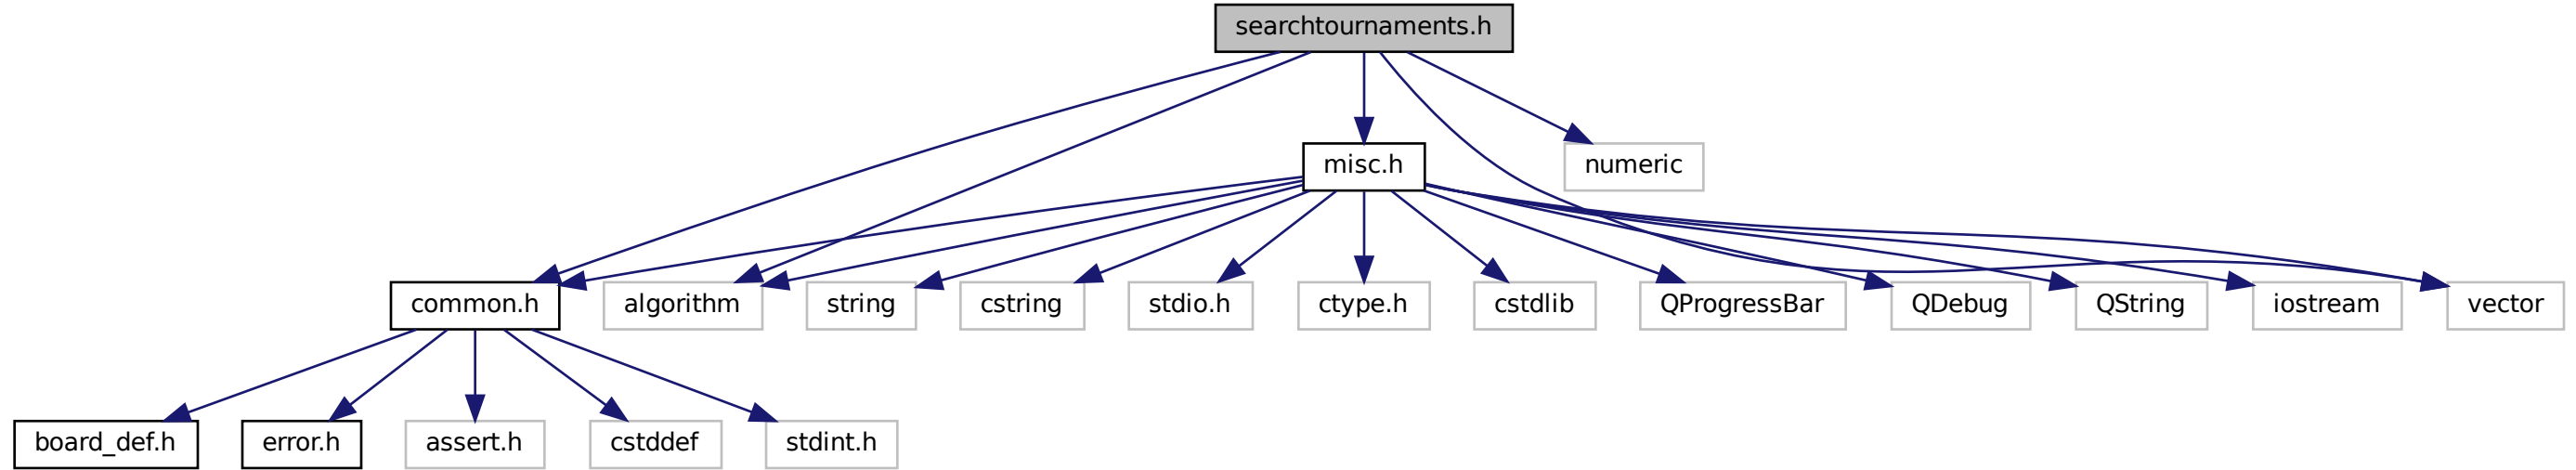 searchtournaments.h
misc.h
numeric
common.h
algorithm
string
cstring
stdio.h
ctype.h
cstdlib
QProgressBar
QDebug
QString
iostream
vector
board_def.h
error.h
assert.h
cstddef
stdint.h